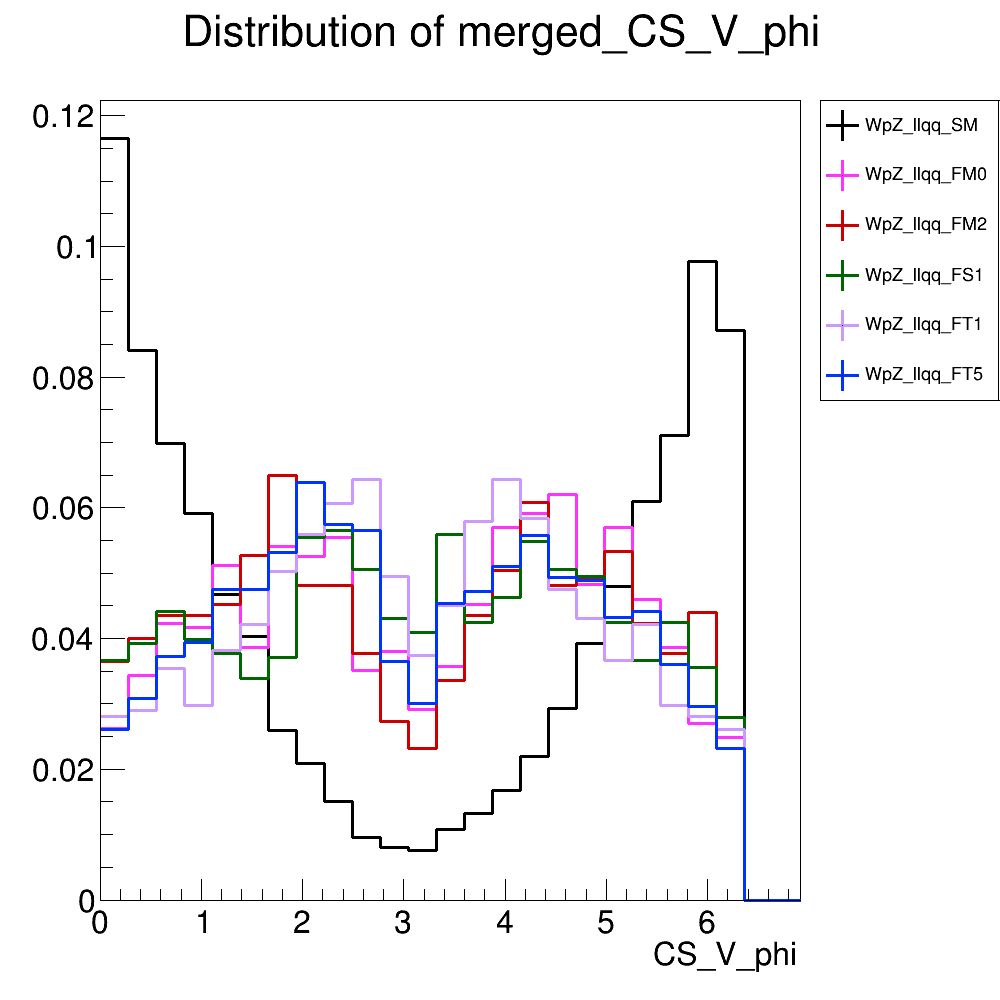 Distribution of merged_CS_V_phi
0.12
0.1
0.08
0.06
0.04
0.02
0
0 1 2 3 4 5 6
CS_V_phi
WpZ_llqq_SM
WpZ_llqq_FM0
WpZ_llqq_FM2
WpZ_llqq_FS1
WpZ_llqq_FT1
WpZ_llqq_FT5